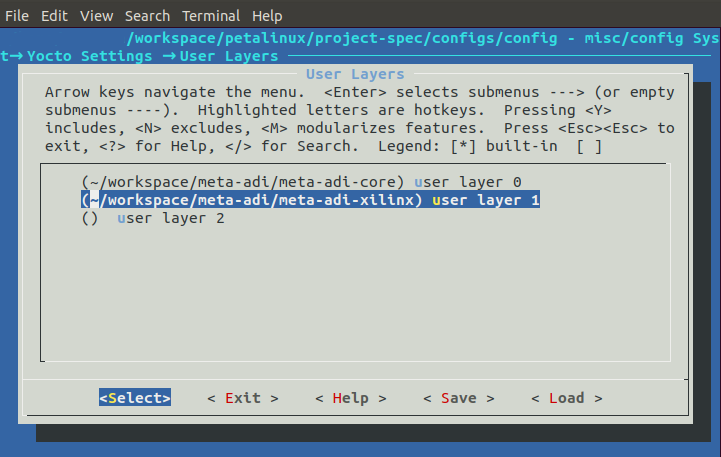 File Edit View Search Terminal Help
/workspace/petalinux/project-spec/configs/config - misc/config Sys
t→ Yocto Settings → User Layers
User Layers
Arrow keys navigate the menu. <Enter> selects submenus ---> (or empty
submenus ----). Highlighted letters are hotkeys. Pressing <Y>
includes, <N> excludes, <M> modularizes features. Press <Esc><Esc> to
exit, <?> for Help, </> for Search. Legend: [*] built-in [ ]
(~/workspace/meta-adi/meta-adi-core) user layer 0
(~/workspace/meta-adi/meta-adi-xilinx) user layer 1
() user layer 2
<Select> < Exit > < Help > < Save > < Load >